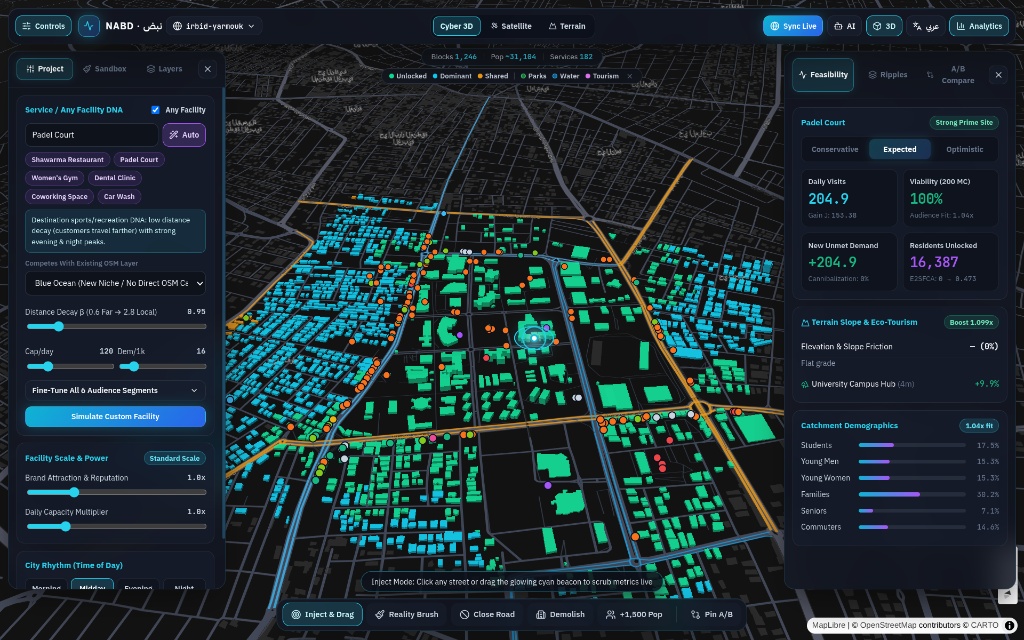 Controls
NABD · نبض
irbid-yarmouk
Cyber 3D
Satellite
Terrain
Sync Live
AI
3D
عربي
Analytics
Blocks 1,246 Pop ~31,104 Services 182
Unlocked Dominant Shared Parks Water Tourism ×
Project
Sandbox
Layers
Service / Any Facility DNA
Any Facility
Padel Court
Auto
Shawarma Restaurant
Padel Court
Women's Gym
Dental Clinic
Coworking Space
Car Wash
Destination sports/recreation DNA: low distance
decay (customers travel farther) with strong
evening & night peaks.
Competes With Existing OSM Layer
Blue Ocean (New Niche / No Direct OSM Ca
Distance Decay β (0.6 Far → 2.8 Local) 0.95
Cap/day 120 Dem/1k 16
Fine-Tune All 6 Audience Segments
Simulate Custom Facility
Facility Scale & Power
Standard Scale
Brand Attraction & Reputation 1.0x
Daily Capacity Multiplier 1.0x
City Rhythm (Time of Day)
Morning Midday Evening Night
Feasibility
Ripples
A/B
Compare
Padel Court
Strong Prime Site
Conservative
Expected
Optimistic
Daily Visits
204.9
Gain J: 153.38
Viability (200 MC)
100%
Audience Fit: 1.04x
New Unmet Demand
+204.9
Cannibalization: 0%
Residents Unlocked
16,387
E2SFCA: 0 → 0.473
Terrain Slope & Eco-Tourism
Boost 1.099x
Elevation & Slope Friction — (0%)
Flat grade
University Campus Hub (4m) +9.9%
Catchment Demographics
1.04x fit
Students 17.5%
Young Men 15.3%
Young Women 15.3%
Families 30.2%
Seniors 7.1%
Commuters 14.6%
Inject Mode: Click any street or drag the glowing cyan beacon to scrub metrics live
Inject & Drag
Reality Brush
Close Road
Demolish
+1,500 Pop
Pin A/B
MapLibre | © OpenStreetMap contributors © CARTO